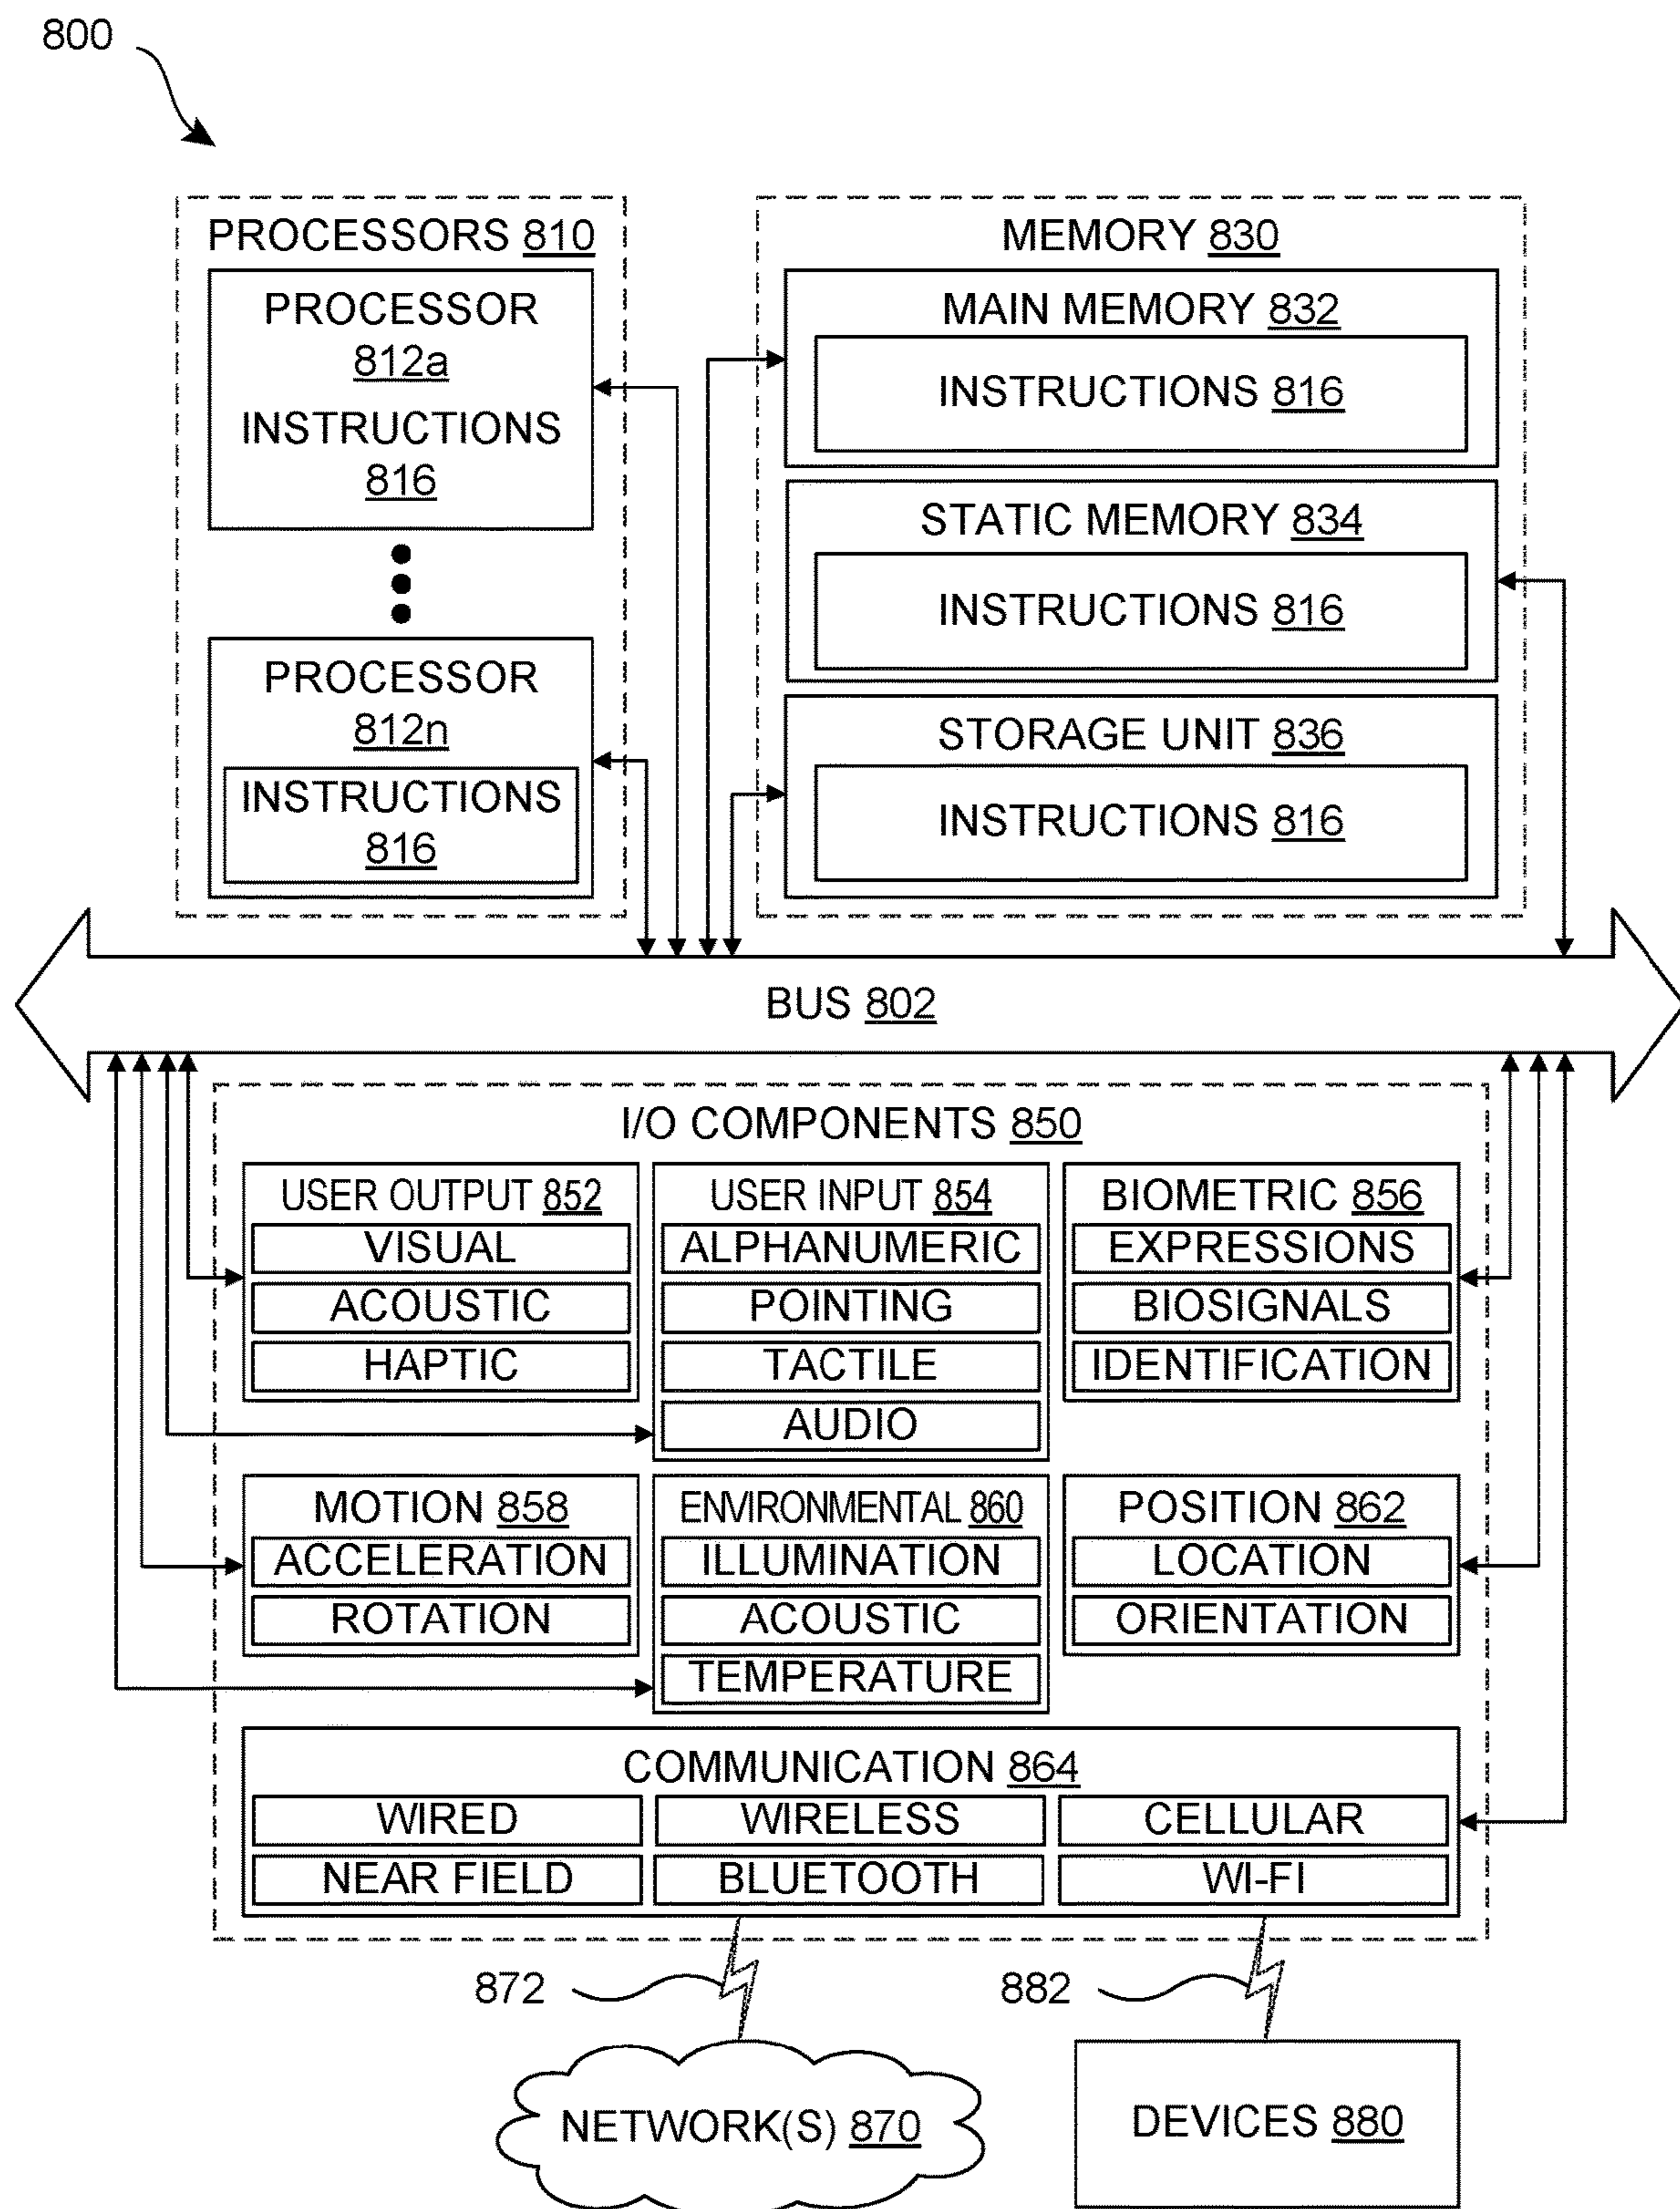 800
PROCESSORS 810
PROCESSOR
812a
INSTRUCTIONS
816
PROCESSOR
812n
INSTRUCTIONS
816
MEMORY 830
MAIN MEMORY 832
INSTRUCTIONS 816
STATIC MEMORY 834
INSTRUCTIONS 816
STORAGE UNIT 836
INSTRUCTIONS 816
BUS 802
I/O COMPONENTS 850
USER OUTPUT 852
VISUAL
ACOUSTIC
HAPTIC
USER INPUT 854
ALPHANUMERIC
POINTING
TACTILE
AUDIO
BIOMETRIC 856
EXPRESSIONS
BIOSIGNALS
IDENTIFICATION
MOTION 858
ACCELERATION
ROTATION
ENVIRONMENTAL 860
ILLUMINATION
ACOUSTIC
TEMPERATURE
POSITION 862
LOCATION
ORIENTATION
COMMUNICATION 864
WIRED
WIRELESS
CELLULAR
NEAR FIELD
BLUETOOTH
WI-FI
872
882
NETWORK(S) 870
DEVICES 880